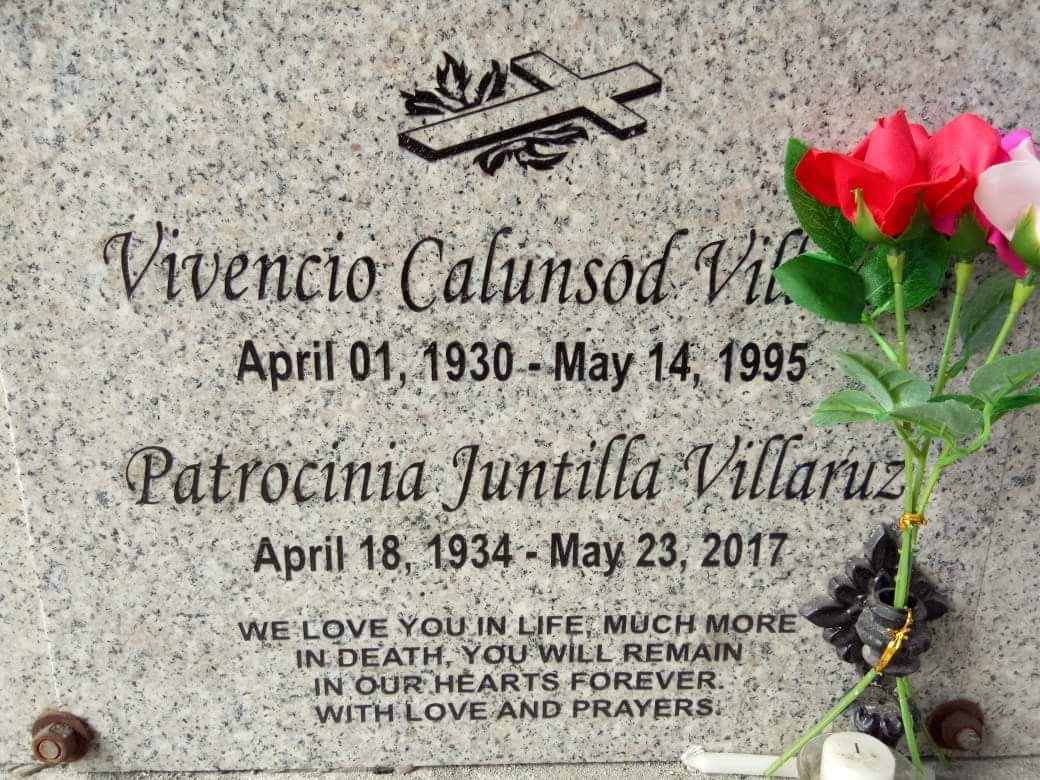 Vivencio Calunsod
April 01, 1930 - May 14, 1995
Patrocinia Juntilla Villaruz
April 18, 1934 - May 23, 2017
WE LOVE YOU IN LIFE, MUCH MORE
IN DEATH, YOU WILL REMAIN
IN OUR HEARTS FOREVER.
WITH LOVE AND PRAYERS.